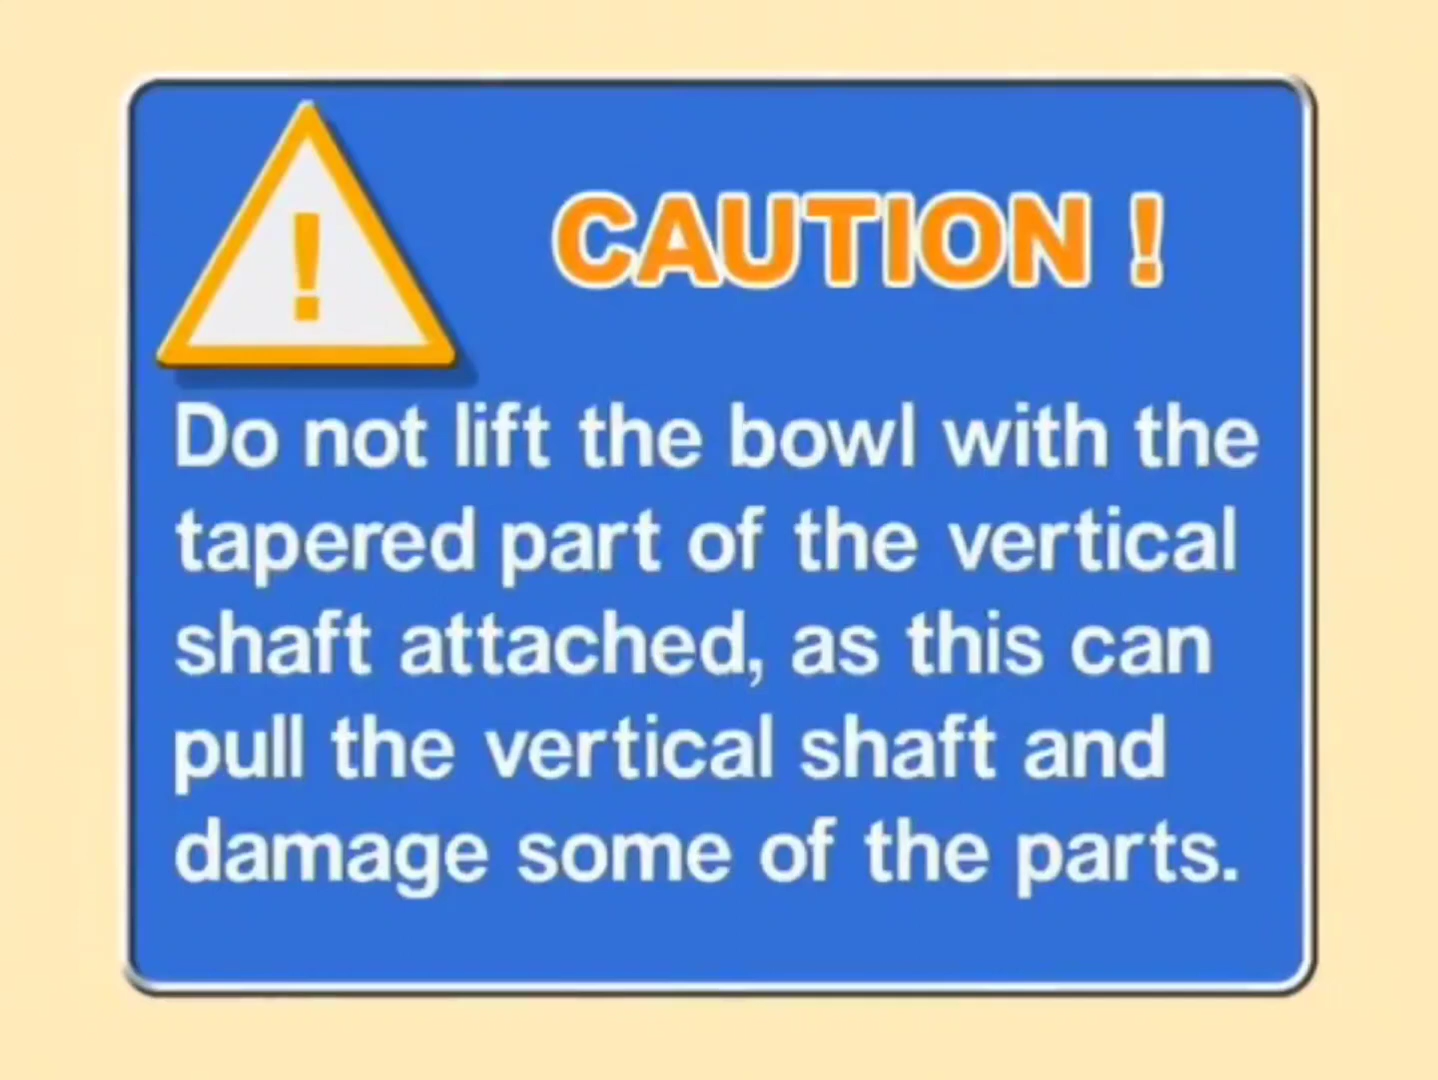 !
CAUTION !
Do not lift the bowl with the
tapered part of the vertical
shaft attached, as this can
pull the vertical shaft and
damage some of the parts.